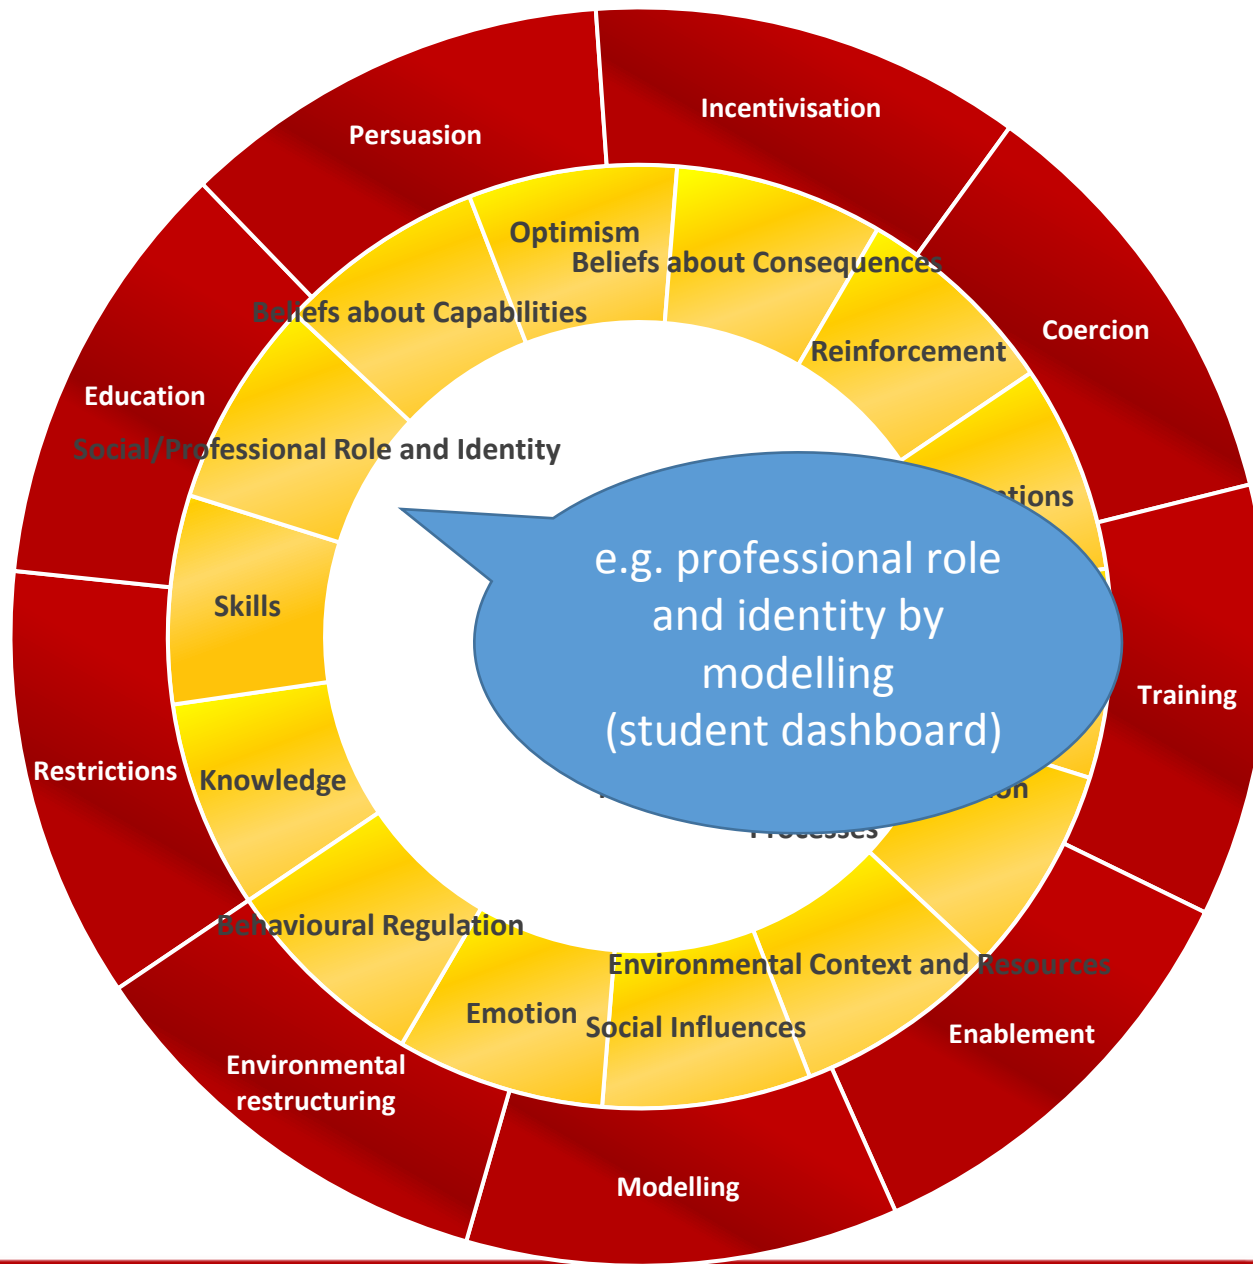 Incentivisation
Persuasion
Optimism
Beliefs about Consequences
Beliefs about Capabilities
Coercion
Reinforcement
Education
Social/Professional Role and Identity
e.g. professional role
and identity by
modelling
(student dashboard)
Skills
Training
Restrictions
Knowledge
Processes
Behavioural Regulation
Environmental Context and Resources
Emotion
Social Influences
Enablement
Environmental
restructuring
Modelling